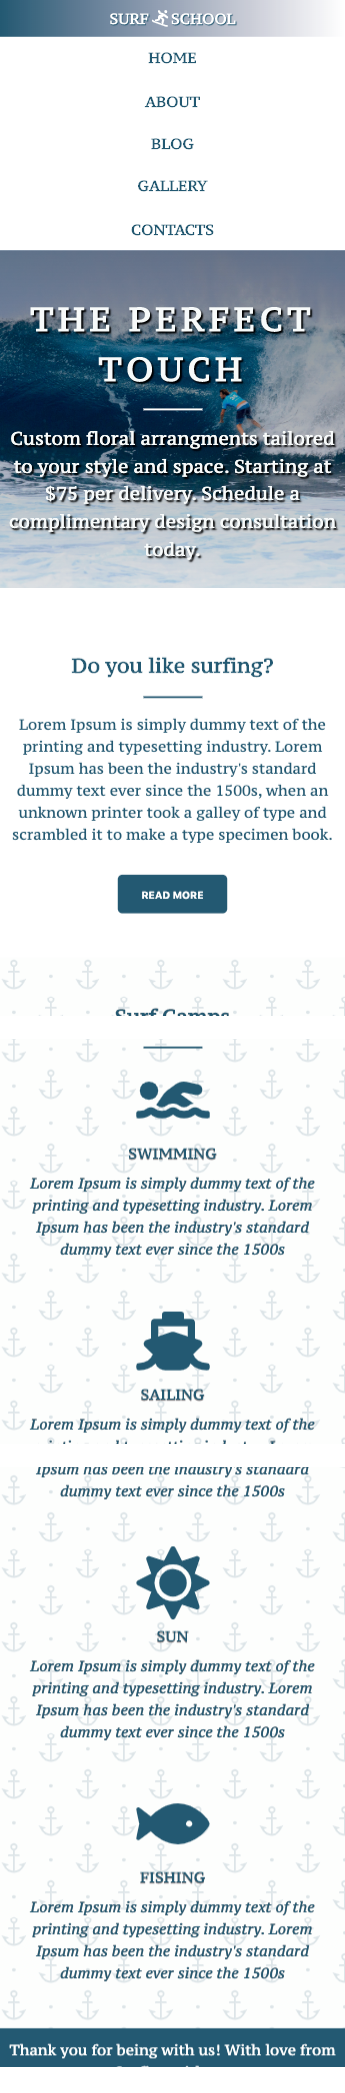 SURF SCHOOL
HOME
ABOUT
BLOG
GALLERY
CONTACTS
THE PERFECT
TOUCH
Custom floral arrangments tailored
to your style and space. Starting at
$75 per delivery. Schedule a
complimentary design consultation
today.
Do you like surfing?
Lorem Ipsum is simply dummy text of the
printing and typesetting industry. Lorem
Ipsum has been the industry's standard
dummy text ever since the 1500s, when an
unknown printer took a galley of type and
scrambled it to make a type specimen book.
READ MORE
Surf Camps
SWIMMING
Lorem Ipsum is simply dummy text of the
printing and typesetting industry. Lorem
Ipsum has been the industry's standard
dummy text ever since the 1500s
SAILING
Lorem Ipsum is simply dummy text of the
Ipsum has been the industry's standard
dummy text ever since the 1500s
SUN
Lorem Ipsum is simply dummy text of the
printing and typesetting industry. Lorem
Ipsum has been the industry's standard
dummy text ever since the 1500s
FISHING
Lorem Ipsum is simply dummy text of the
printing and typesetting industry. Lorem
Ipsum has been the industry's standard
dummy text ever since the 1500s
Thank you for being with us! With love from